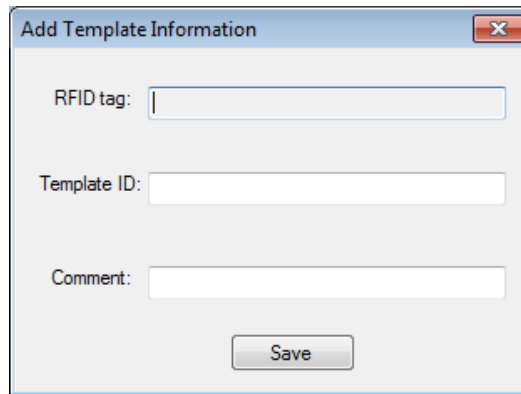 Add Template Information
RFID tag:
Template ID:
Comment:
Save